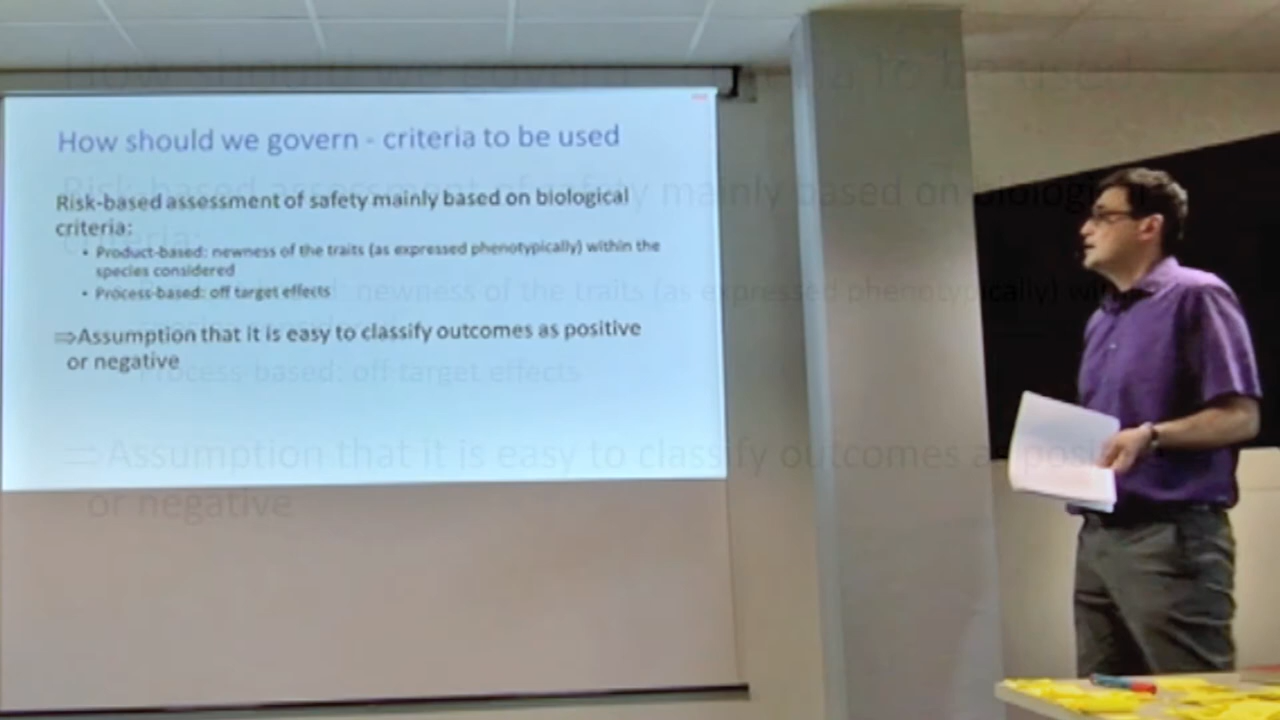 How should we govern - criteria to be used
Risk-based assessment of safety mainly based on biological
criteria:
• Product-based: newness of the traits (as expressed phenotypically) within the
species considered
• Process-based: off target effects
⇒Assumption that it is easy to classify outcomes as positive
or negative